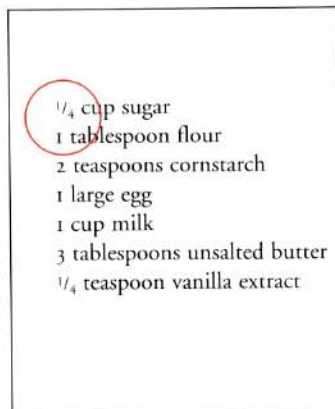 1/4 cup sugar
1 tablespoon flour
2 teaspoons cornstarch
1 large egg
1 cup milk
3 tablespoons unsalted butter
1/4 teaspoon vanilla extract